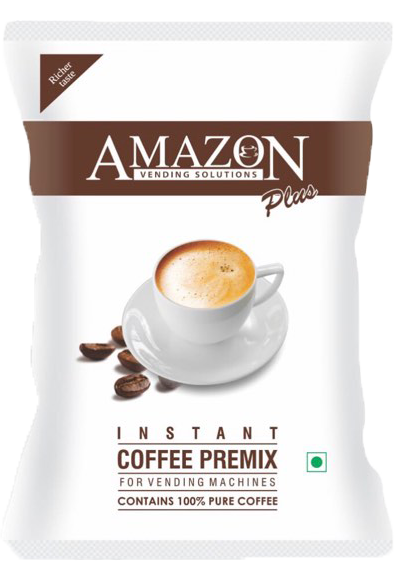 Richer
taste
AMAZON
VENDING SOLUTIONS
Plus
INSTANT
COFFEE PREMIX
FOR VENDING MACHINES
CONTAINS 100% PURE COFFEE